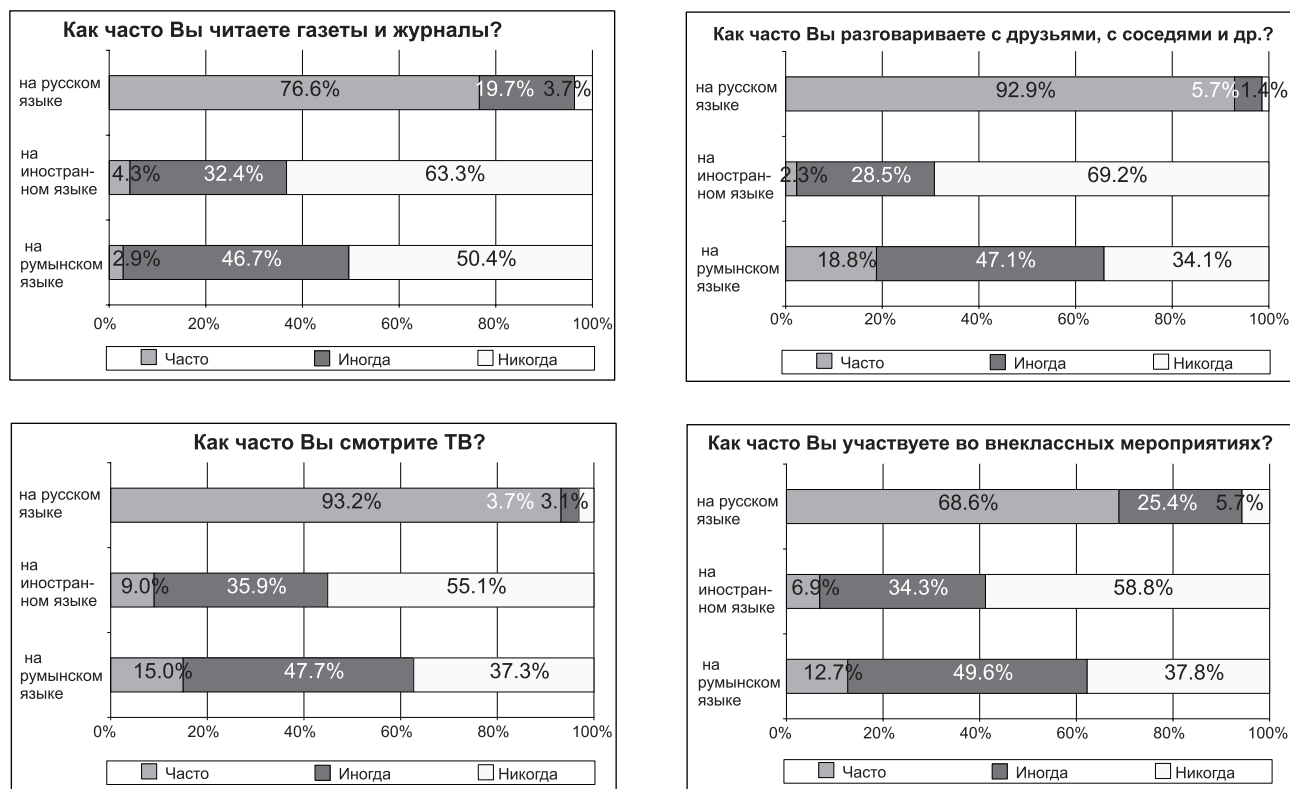 Как часто Вы читаете газеты и журналы?
на русском
языке
76.6% 19.7% 3.7%
на
иностран-
ном языке
4.3% 32.4% 63.3%
на
румынском
языке
2.9% 46.7% 50.4%
0% 20% 40% 60% 80% 100%
Часто Иногда Никогда
Как часто Вы разговариваете с друзьями, с соседями и др.?
на русском
языке
92.9% 5.7% 1.4%
на
иностран-
ном языке
2.3% 28.5% 69.2%
на
румынском
языке
18.8% 47.1% 34.1%
0% 20% 40% 60% 80% 100%
Часто Иногда Никогда
Как часто Вы смотрите ТВ?
на русском
языке
93.2% 3.7% 3.1%
на
иностран-
ном языке
9.0% 35.9% 55.1%
на
румынском
языке
15.0% 47.7% 37.3%
0% 20% 40% 60% 80% 100%
Часто Иногда Никогда
Как часто Вы участвуете во внеклассных мероприятиях?
на русском
языке
68.6% 25.4% 5.7%
на
иностран-
ном языке
6.9% 34.3% 58.8%
на
румынском
языке
12.7% 49.6% 37.8%
0% 20% 40% 60% 80% 100%
Часто Иногда Никогда